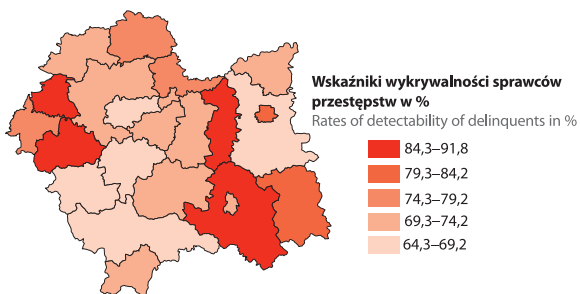 Wskaźniki wykrywalności sprawców
przestępstw w %
Rates of detectability of delinquents in %
84,3–91,8
79,3–84,2
74,3–79,2
69,3–74,2
64,3–69,2